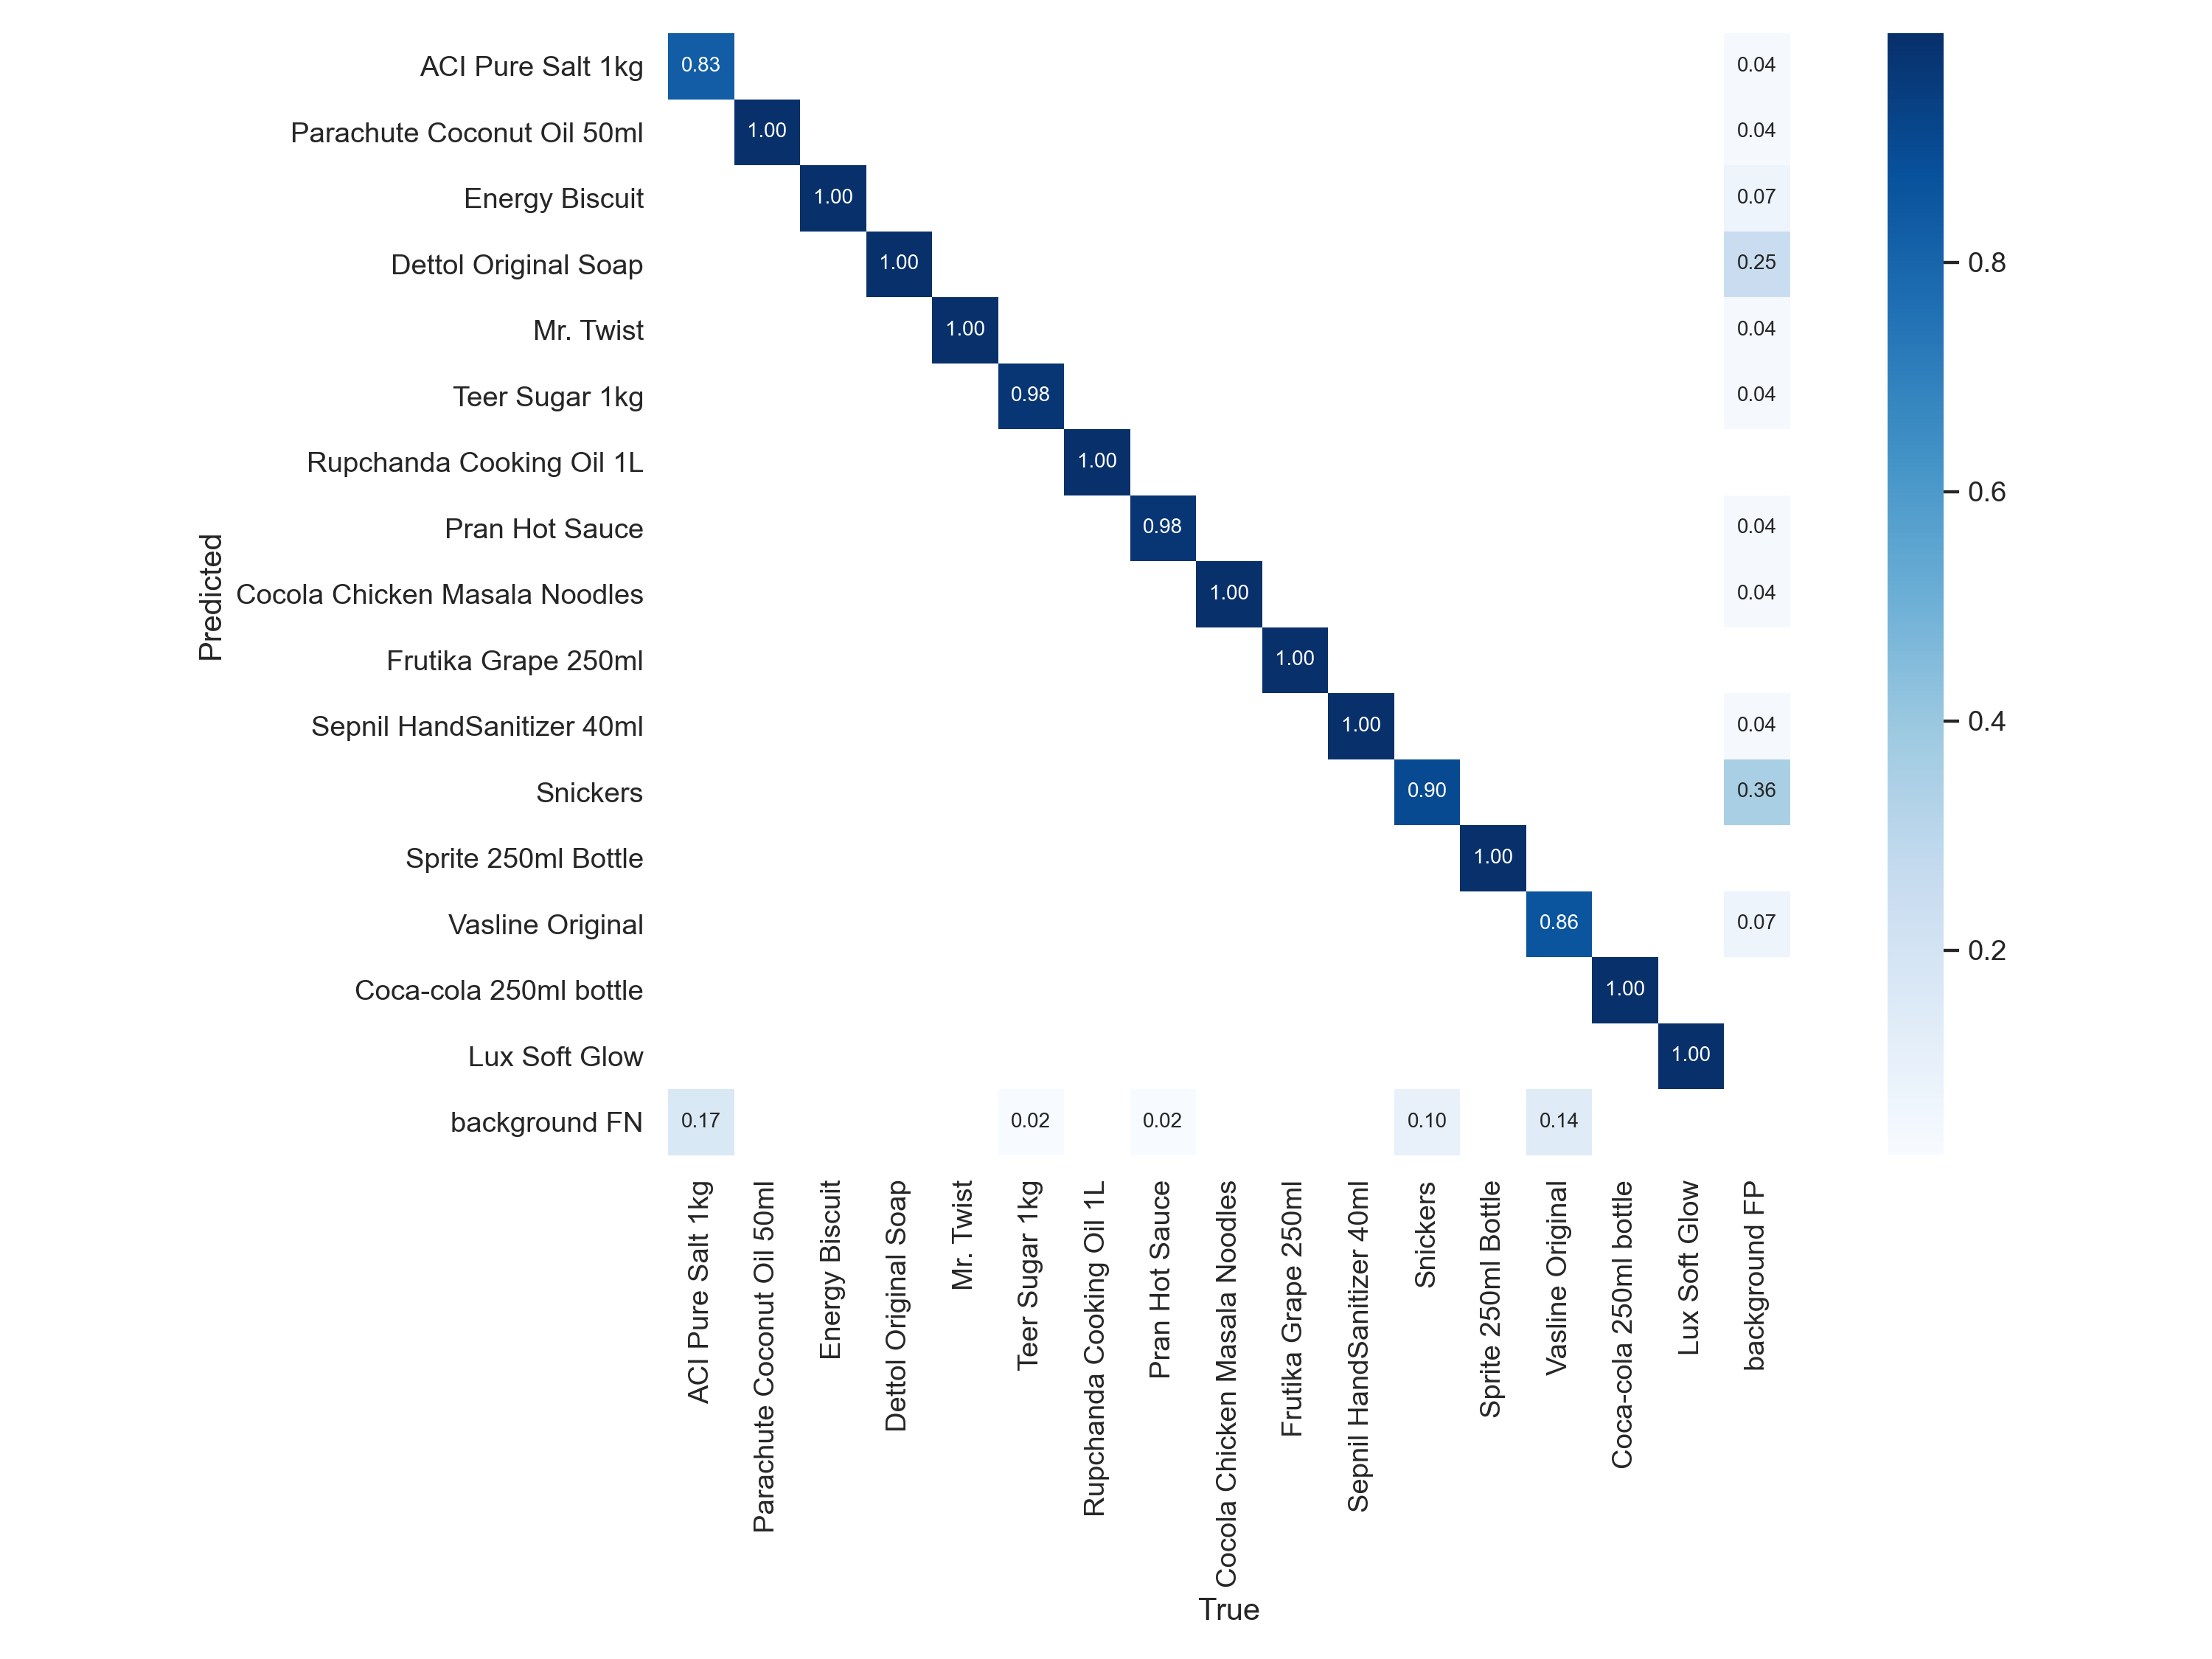 ACI Pure Salt 1kg 0.83 0.04
Parachute Coconut Oil 50ml 1.00 0.04
Energy Biscuit 1.00 0.07
Dettol Original Soap 1.00 0.25
Mr. Twist 1.00 0.04
Teer Sugar 1kg 0.98 0.04
Rupchanda Cooking Oil 1L 1.00
Pran Hot Sauce 0.98 0.04
Cocola Chicken Masala Noodles 1.00 0.04
Frutika Grape 250ml 1.00
Sepnil HandSanitizer 40ml 1.00 0.04
Snickers 0.90 0.36
Sprite 250ml Bottle 1.00
Vasline Original 0.86 0.07
Coca-cola 250ml bottle 1.00
Lux Soft Glow 1.00
background FN 0.17 0.02 0.02 0.10 0.14
Predicted
ACI Pure Salt 1kg
Parachute Coconut Oil 50ml
Energy Biscuit
Dettol Original Soap
Mr. Twist
Teer Sugar 1kg
Rupchanda Cooking Oil 1L
Pran Hot Sauce
Cocola Chicken Masala Noodles
Frutika Grape 250ml
Sepnil HandSanitizer 40ml
Snickers
Sprite 250ml Bottle
Vasline Original
Coca-cola 250ml bottle
Lux Soft Glow
background FP
True
0.8
0.6
0.4
0.2